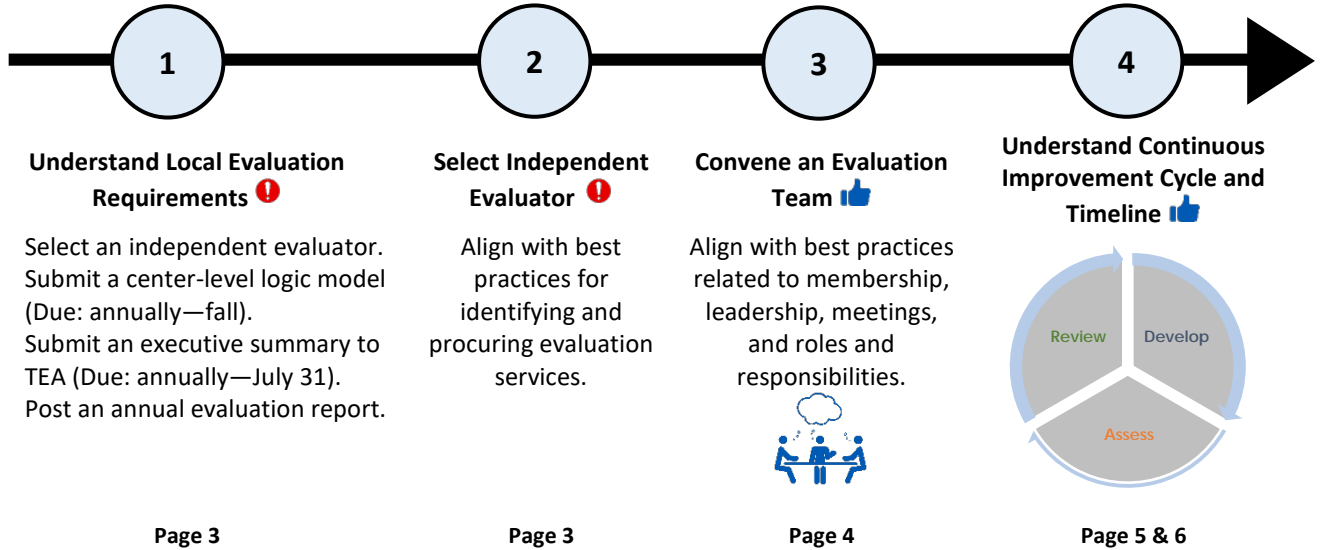 1
2
3
4
Understand Local Evaluation
Requirements
Select an independent evaluator.
Submit a center-level logic model
(Due: annually—fall).
Submit an executive summary to
TEA (Due: annually—July 31).
Post an annual evaluation report.
Page 3
Select Independent
Evaluator
Align with best
practices for
identifying and
procuring evaluation
services.
Page 3
Convene an Evaluation
Team
Align with best practices
related to membership,
leadership, meetings,
and roles and
responsibilities.
Page 4
Understand Continuous
Improvement Cycle and
Timeline
Review
Develop
Assess
Page 5 & 6